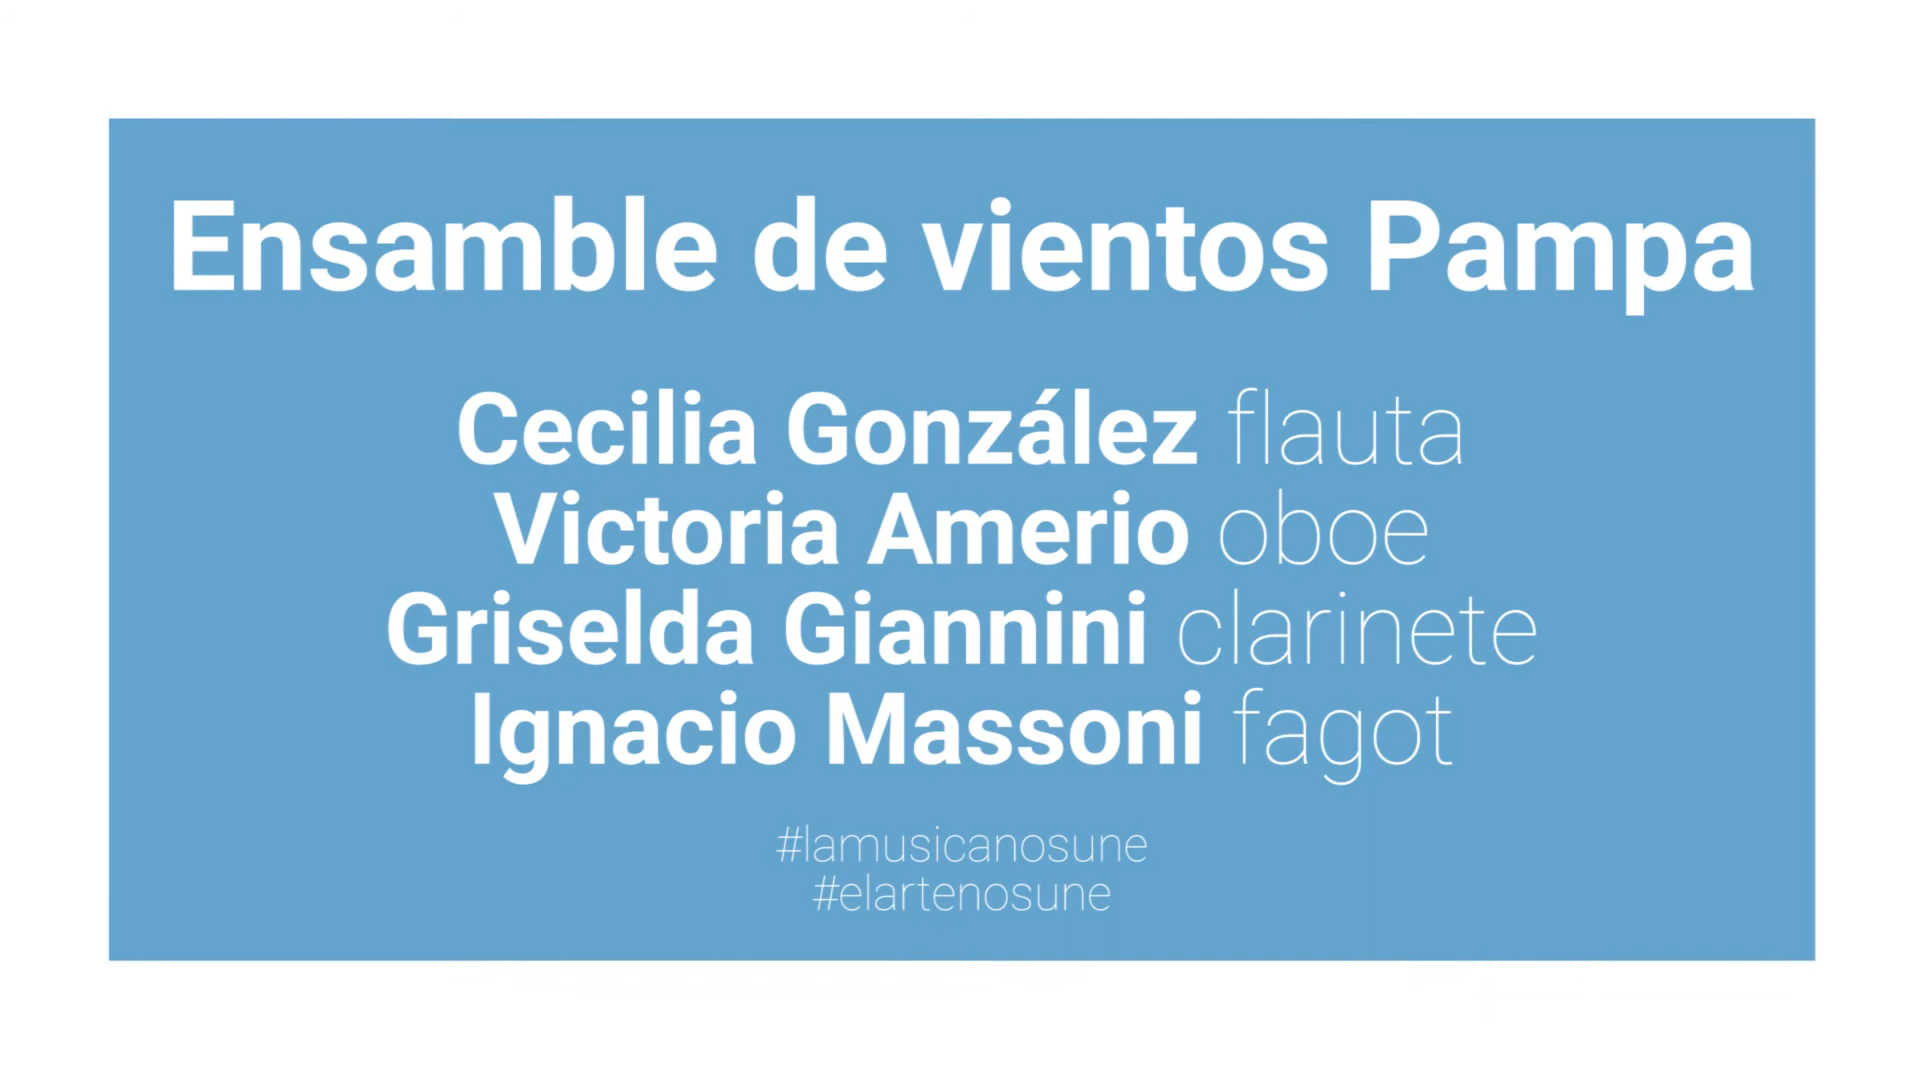 Ensamble de vientos Pampa
Cecilia González flauta
Victoria Amerio oboe
Griselda Giannini clarinete
Ignacio Massoni fagot
#lamusicanosune
#elartenosune